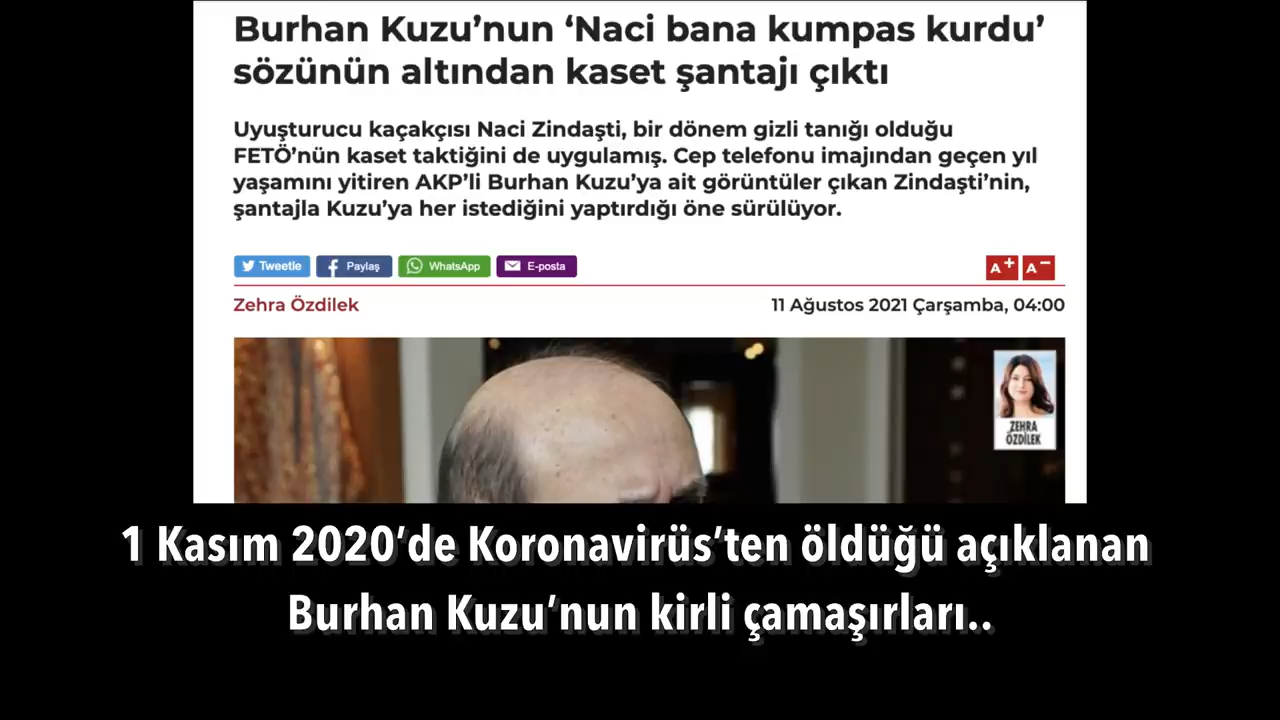 Burhan Kuzu’nun ‘Naci bana kumpas kurdu’
sözünün altından kaset şantajı çıktı
Uyuşturucu kaçakçısı Naci Zindaşti, bir dönem gizli tanığı olduğu
FETÖ’nün kaset taktiğini de uygulamış. Cep telefonu imajından geçen yıl
yaşamını yitiren AKP’li Burhan Kuzu’ya ait görüntüler çıkan Zindaşti’nin,
şantajla Kuzu’ya her istediğini yaptırdığı öne sürülüyor.
Tweetle Paylaş WhatsApp E-posta A+ A-
Zehra Özdilek 11 Ağustos 2021 Çarşamba, 04:00
ZEHRA
ÖZDİLEK
1 Kasım 2020’de Koronavirüs’ten öldüğü açıklanan
Burhan Kuzu’nun kirli çamaşırları..